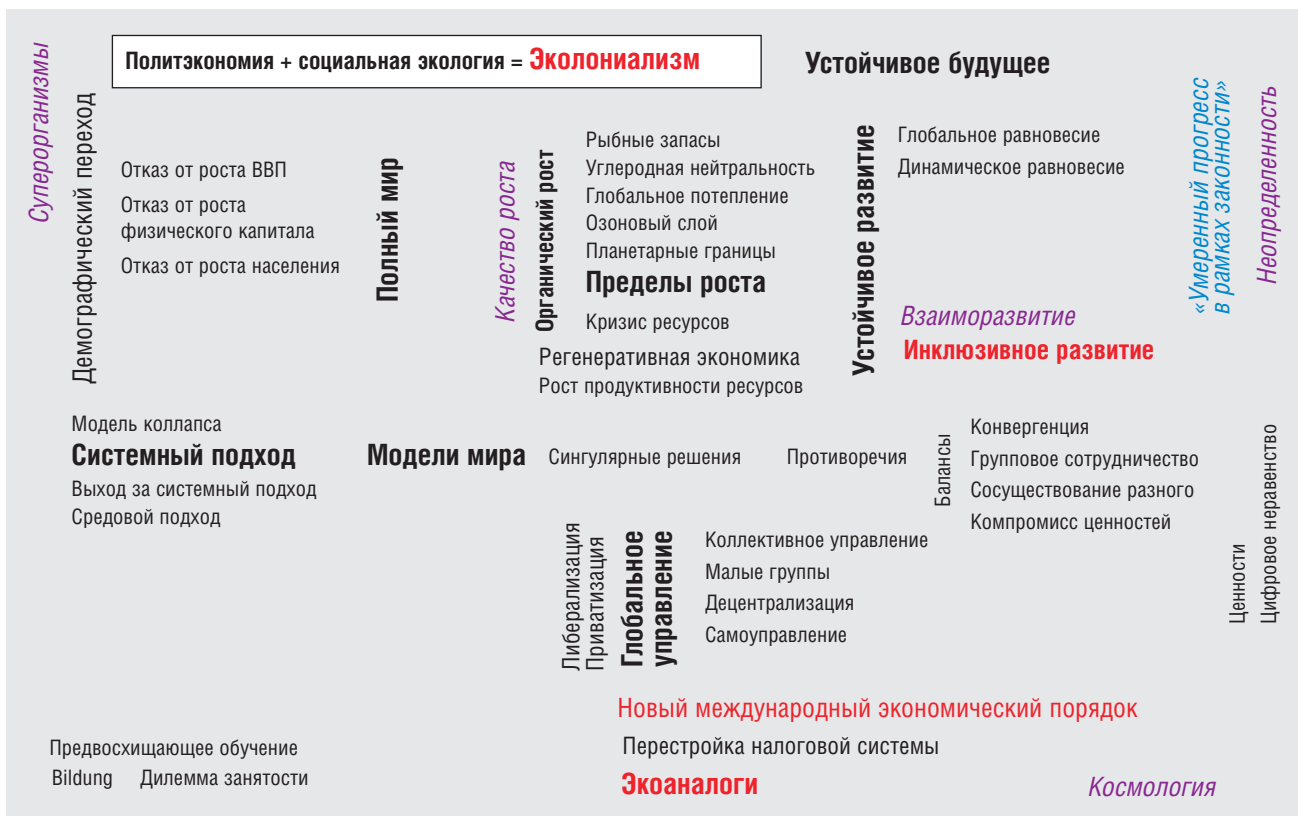 Суперорганизмы
Демографический переход
Политэкономия + социальная экология = Эколониализм
Устойчивое будущее
Отказ от роста ВВП
Отказ от роста
физического капитала
Отказ от роста населения
Полный мир
Качество роста
Органический рост
Рыбные запасы
Углеродная нейтральность
Глобальное потепление
Озоновый слой
Планетарные границы
Пределы роста
Кризис ресурсов
Регенеративная экономика
Рост продуктивности ресурсов
Устойчивое развитие
Глобальное равновесие
Динамическое равновесие
Взаиморазвитие
Инклюзивное развитие
«Умеренный прогресс
в рамках законности»
Неопределенность
Модель коллапса
Системный подход
Выход за системный подход
Средовой подход
Модели мира
Сингулярные решения
Противоречия
Балансы
Конвергенция
Групповое сотрудничество
Сосуществование разного
Компромисс ценностей
Ценности
Цифровое неравенство
Либерализация
Приватизация
Глобальное
управление
Коллективное управление
Малые группы
Децентрализация
Самоуправление
Новый международный экономический порядок
Перестройка налоговой системы
Экоаналоги
Предвосхищающее обучение
Bildung Дилемма занятости
Космология